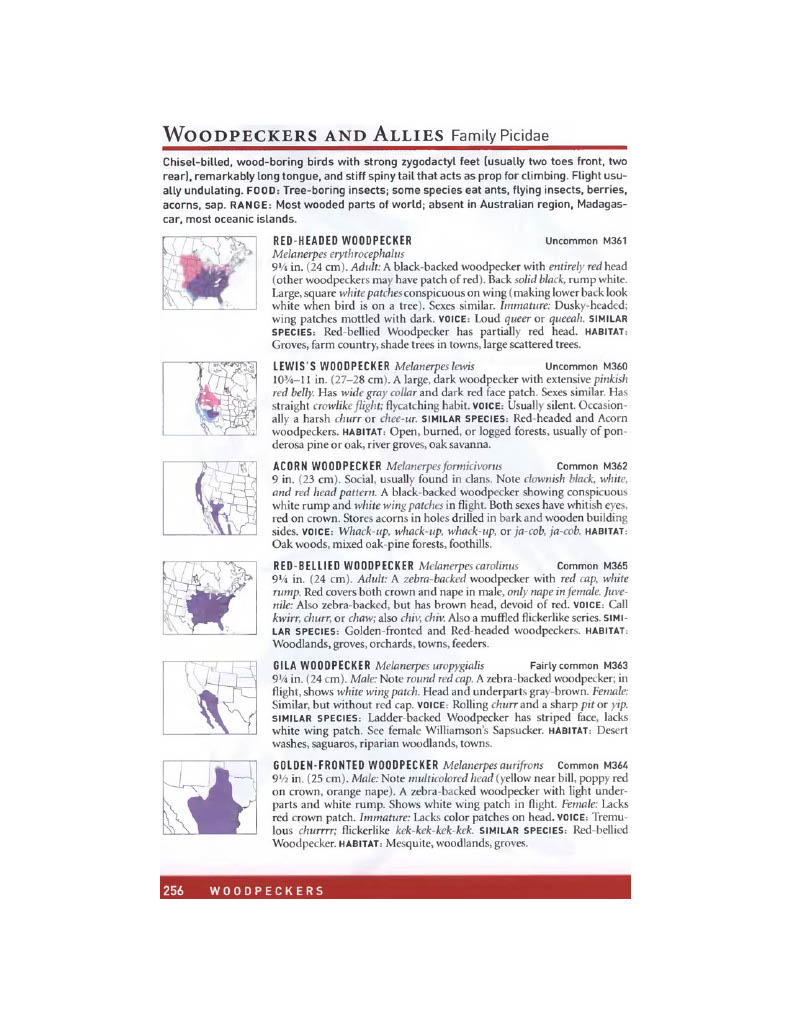 WOODPECKERS AND ALLIES Family Picidae
Chisel-billed, wood-boring birds with strong zygodactyl feet (usually two toes front, two
rear), remarkably long tongue, and stiff spiny tail that acts as prop for climbing. Flight usu-
ally undulating. FOOD: Tree-boring insects; some species eat ants, flying insects, berries,
acorns, sap. RANGE: Most wooded parts of world; absent in Australian region, Madagas-
car, most oceanic islands.
RED-HEADED WOODPECKER Uncommon M361
Melanerpes erythrocephalus
9¼ in. (24 cm). Adult: A black-backed woodpecker with entirely red head
(other woodpeckers may have patch of red). Back solid black, rump white.
Large, square white patches conspicuous on wing (making lower back look
white when bird is on a tree). Sexes similar. Immature: Dusky-headed;
wing patches mottled with dark. VOICE: Loud queer or queeah. SIMILAR
SPECIES: Red-bellied Woodpecker has partially red head. HABITAT:
Groves, farm country, shade trees in towns, large scattered trees.
LEWIS'S WOODPECKER Melanerpes lewis Uncommon M360
10¾–11 in. (27–28 cm). A large, dark woodpecker with extensive pinkish
red belly. Has wide gray collar and dark red face patch. Sexes similar. Has
straight crowlike flight; flycatching habit. VOICE: Usually silent. Occasion-
ally a harsh churr or chee-ur. SIMILAR SPECIES: Red-headed and Acorn
woodpeckers. HABITAT: Open, burned, or logged forests, usually of pon-
derosa pine or oak, river groves, oak savanna.
ACORN WOODPECKER Melanerpes formicivorus Common M362
9 in. (23 cm). Social, usually found in clans. Note clownish black, white,
and red head pattern. A black-backed woodpecker showing conspicuous
white rump and white wing patches in flight. Both sexes have whitish eyes,
red on crown. Stores acorns in holes drilled in bark and wooden building
sides. VOICE: Whack-up, whack-up, whack-up, or ja-cob, ja-cob. HABITAT:
Oak woods, mixed oak-pine forests, foothills.
RED-BELLIED WOODPECKER Melanerpes carolinus Common M365
9¼ in. (24 cm). Adult: A zebra-backed woodpecker with red cap, white
rump. Red covers both crown and nape in male, only nape in female. Juve-
nile: Also zebra-backed, but has brown head, devoid of red. VOICE: Call
kwirr, churr, or chaw; also chiv, chiv. Also a muffled flickerlike series. SIMI-
LAR SPECIES: Golden-fronted and Red-headed woodpeckers. HABITAT:
Woodlands, groves, orchards, towns, feeders.
GILA WOODPECKER Melanerpes uropygialis Fairly common M363
9¼ in. (24 cm). Male: Note round red cap. A zebra-backed woodpecker; in
flight, shows white wing patch. Head and underparts gray-brown. Female:
Similar, but without red cap. VOICE: Rolling churr and a sharp pit or yip.
SIMILAR SPECIES: Ladder-backed Woodpecker has striped face, lacks
white wing patch. See female Williamson's Sapsucker. HABITAT: Desert
washes, saguaros, riparian woodlands, towns.
GOLDEN-FRONTED WOODPECKER Melanerpes aurifrons Common M364
9½ in. (25 cm). Male: Note multicolored head (yellow near bill, poppy red
on crown, orange nape). A zebra-backed woodpecker with light under-
parts and white rump. Shows white wing patch in flight. Female: Lacks
red crown patch. Immature: Lacks color patches on head. VOICE: Tremu-
lous churrrr; flickerlike kek-kek-kek-kek. SIMILAR SPECIES: Red-bellied
Woodpecker. HABITAT: Mesquite, woodlands, groves.
256 WOODPECKERS